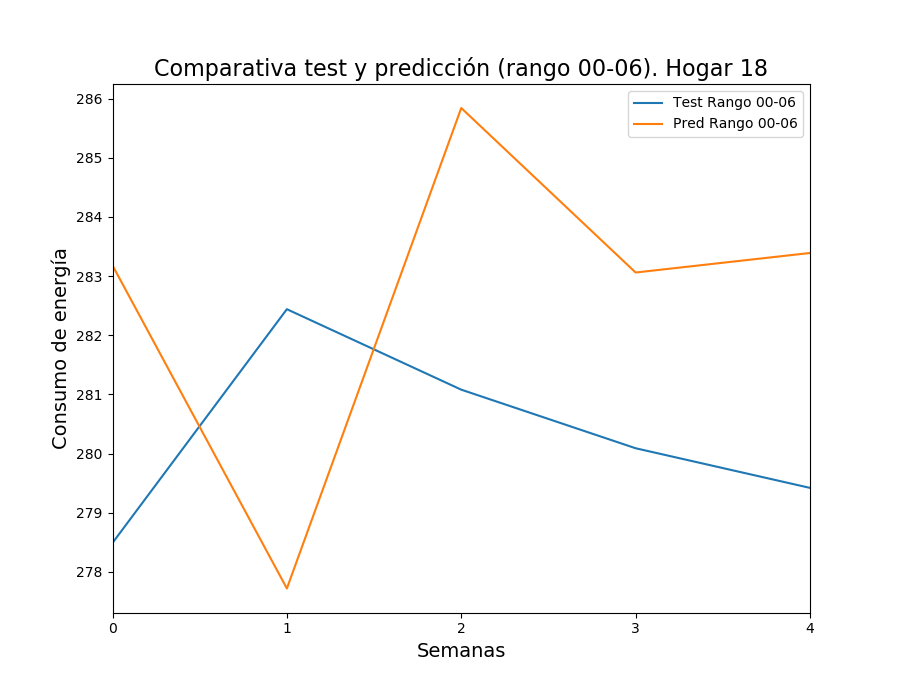 Comparativa test y predicción (rango 00-06). Hogar 18
Test Rango 00-06
Pred Rango 00-06
Consumo de energía
286
285
284
283
282
281
280
279
278
0 1 2 3 4
Semanas